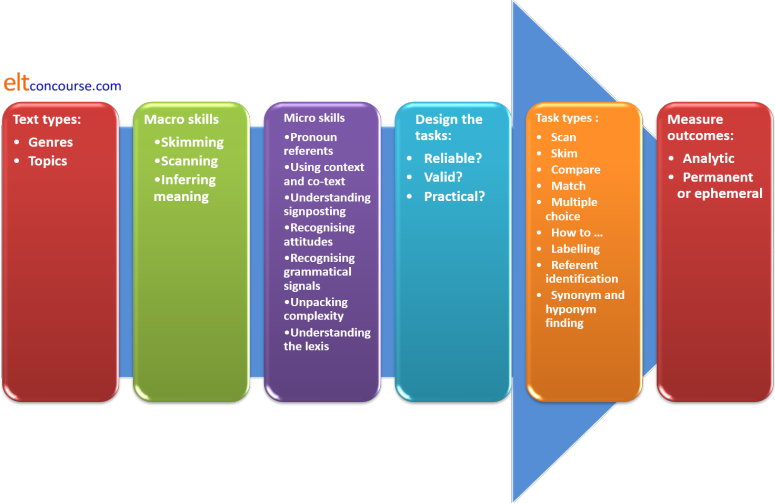 eltconcourse.com
Text types:
• Genres
• Topics
Macro skills
•Skimming
•Scanning
•Inferring
meaning
Micro skills
•Pronoun
referents
•Using context
and co-text
•Understanding
signposting
•Recognising
attitudes
•Recognising
grammatical
signals
•Unpacking
complexity
•Understanding
the lexis
Design the
tasks:
• Reliable?
• Valid?
• Practical?
Task types :
• Scan
• Skim
• Compare
• Match
• Multiple
choice
• How to …
• Labelling
• Referent
identification
• Synonym and
hyponym
finding
Measure
outcomes:
• Analytic
• Permanent
or ephemeral